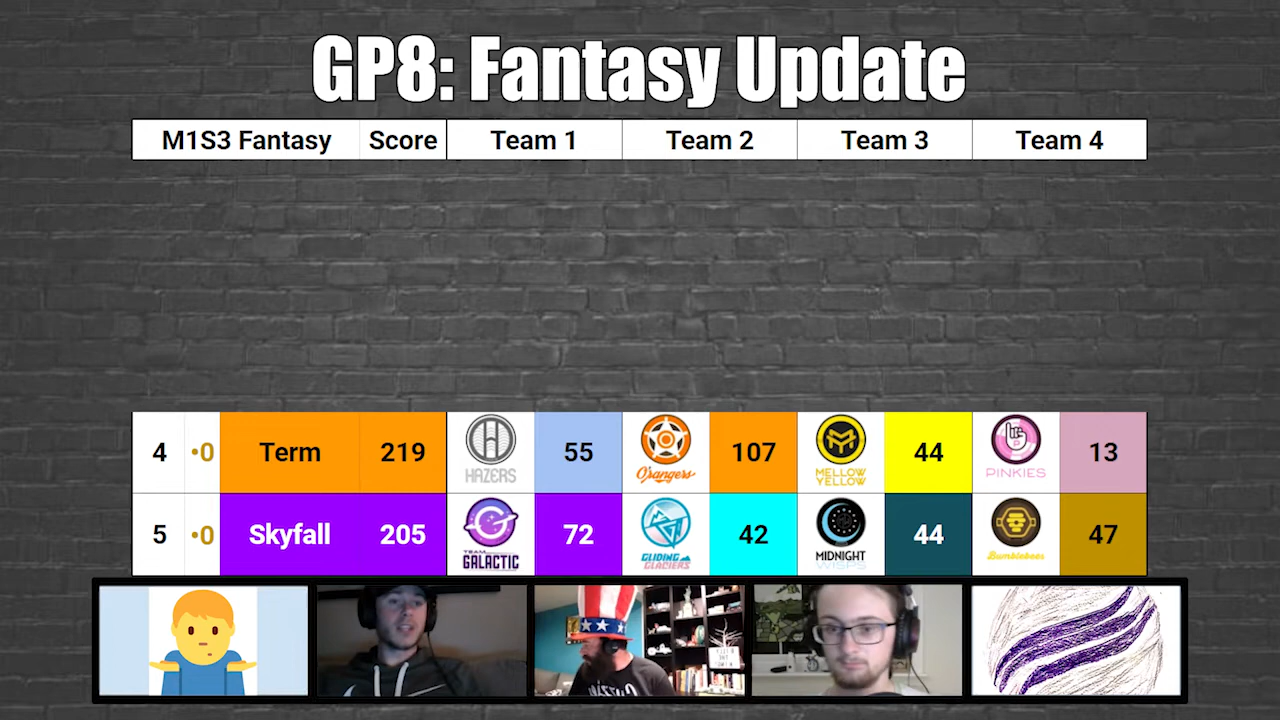 GP8: Fantasy Update
M1S3 Fantasy Score Team 1 Team 2 Team 3 Team 4
4 •0 Term 219 HAZERS 55 O'rangers 107 MELLOW YELLOW 44 PINKIES 13
5 •0 Skyfall 205 TEAM GALACTIC 72 GLIDING GLACIERS 42 MIDNIGHT WISPS 44 Bumblebees 47